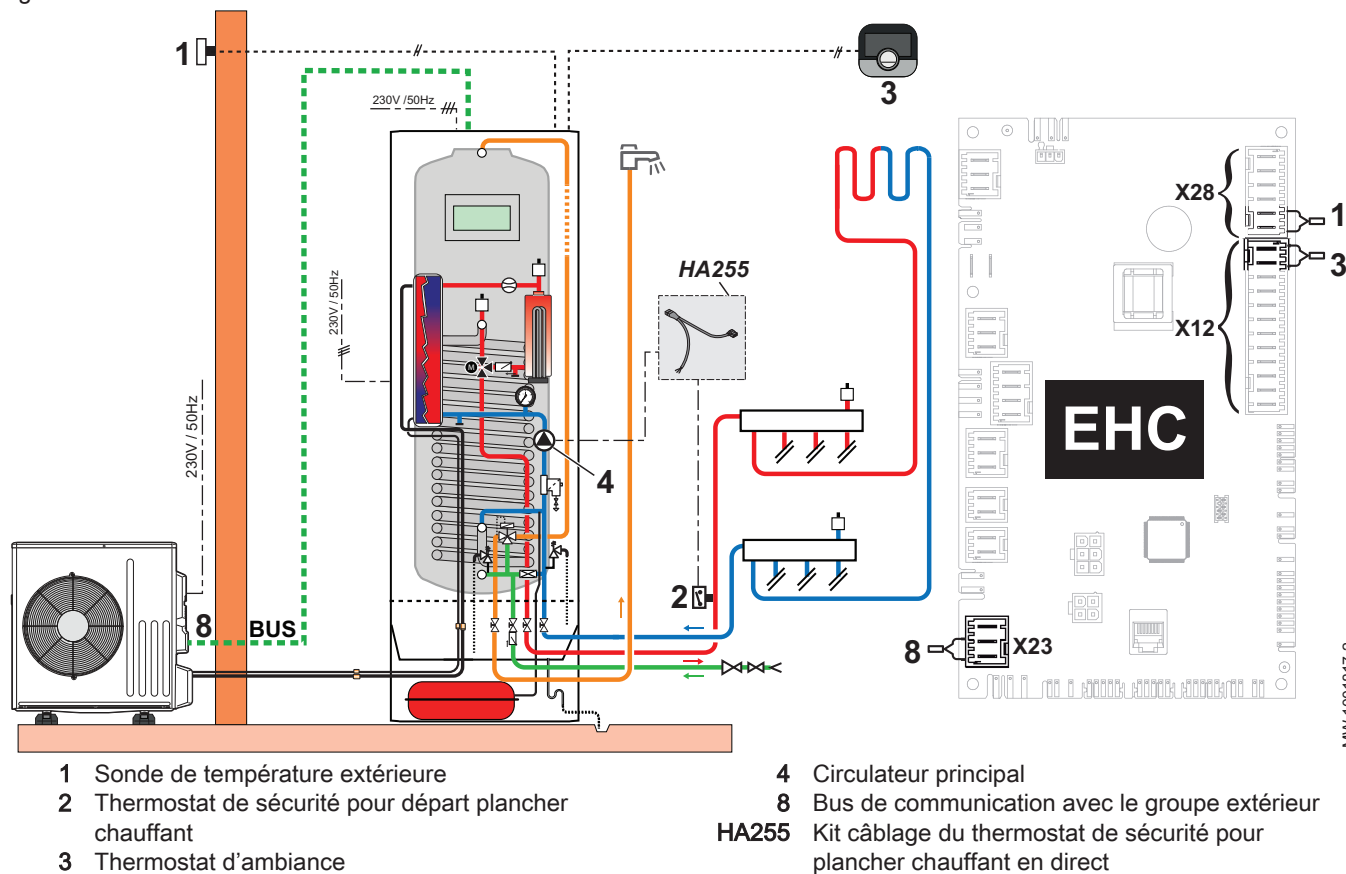 1
230V /50Hz
3
X28
1
3
X12
HA255
230V / 50Hz
230V / 50Hz
M
EHC
4
2
8
BUS
8
X23
1 Sonde de température extérieure
2 Thermostat de sécurité pour départ plancher
chauffant
3 Thermostat d’ambiance
4 Circulateur principal
8 Bus de communication avec le groupe extérieur
HA255 Kit câblage du thermostat de sécurité pour
plancher chauffant en direct